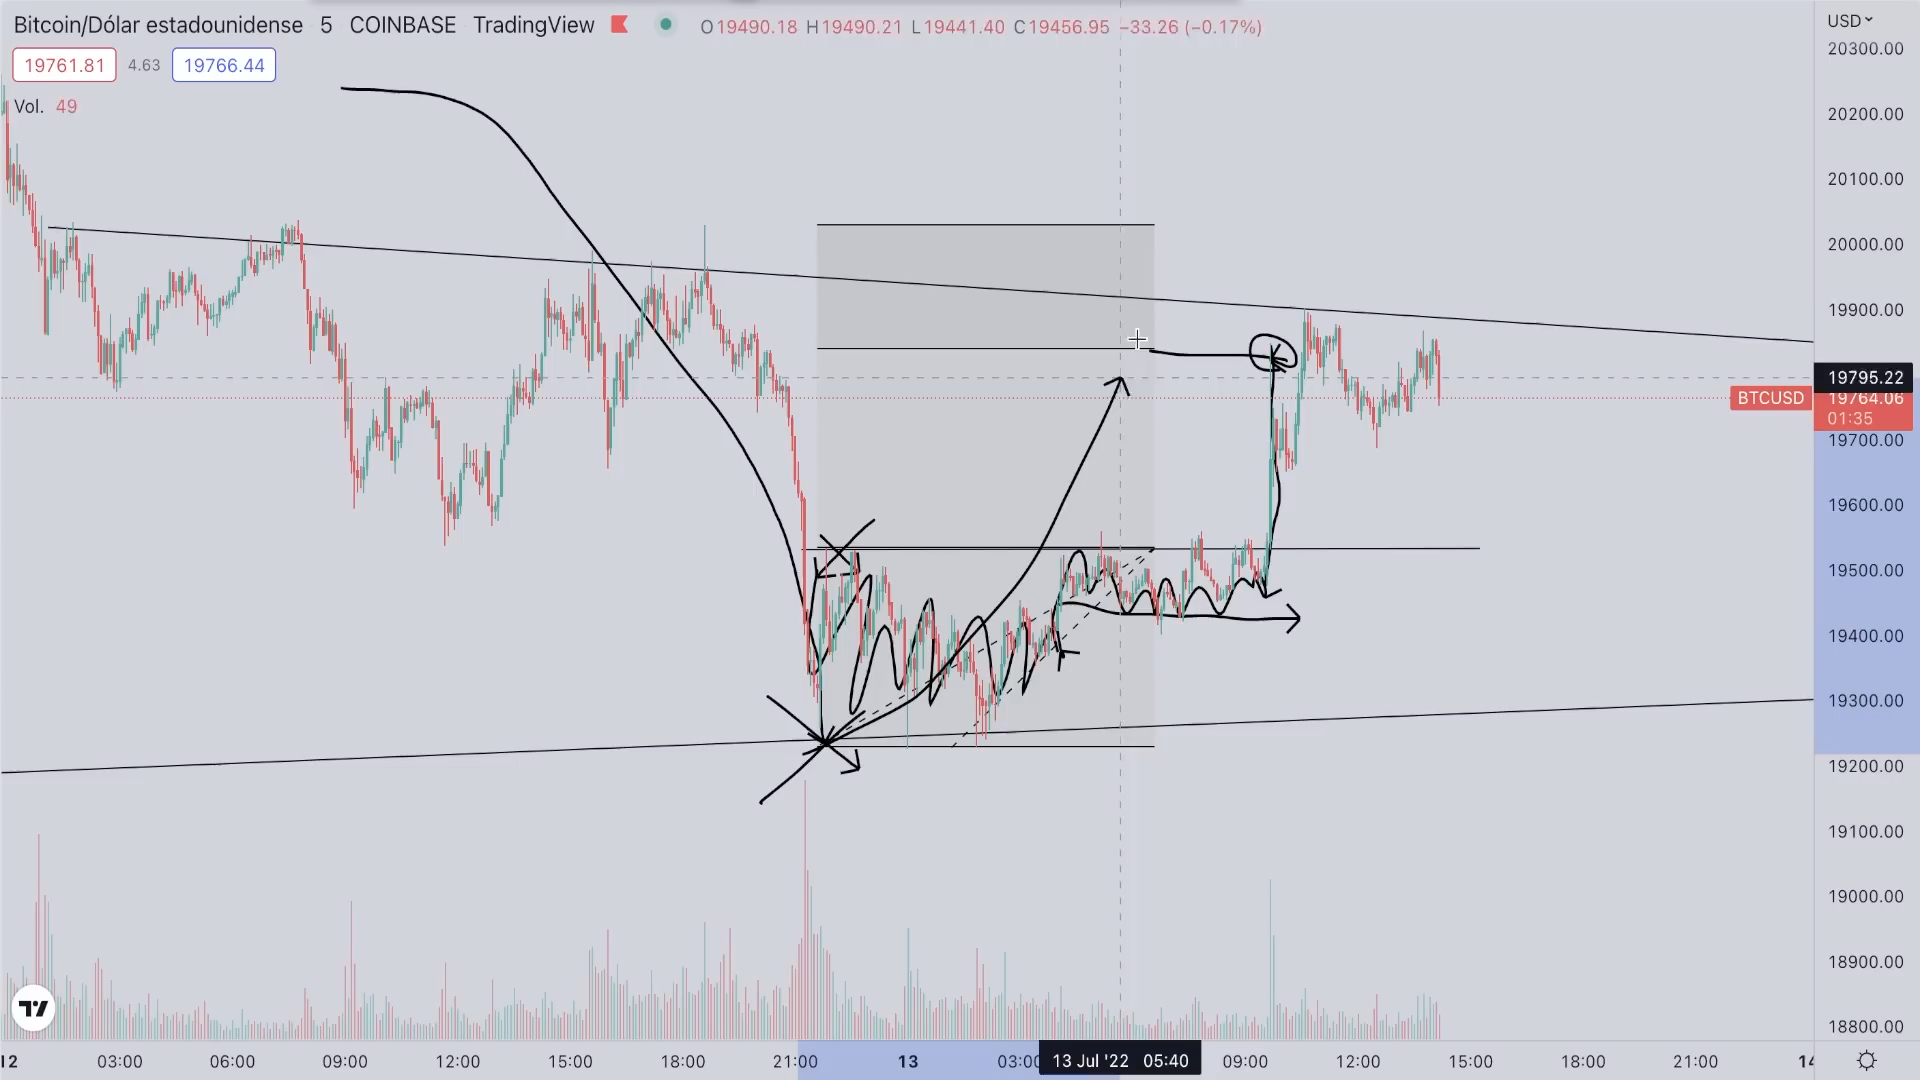 Bitcoin/Dólar estadounidense 5 COINBASE TradingView O19490.18 H19490.21 L19441.40 C19456.95 −33.26 (−0.17%)
USD
19761.81 4.63 19766.44
Vol. 49
20300.00
20200.00
20100.00
20000.00
19900.00
19795.22
BTCUSD 19764.06
01:35
19700.00
19600.00
19500.00
19400.00
19300.00
19200.00
19100.00
19000.00
18900.00
18800.00
12 03:00 06:00 09:00 12:00 15:00 18:00 21:00 13 03:00 13 Jul '22 05:40 09:00 12:00 15:00 18:00 21:00 14